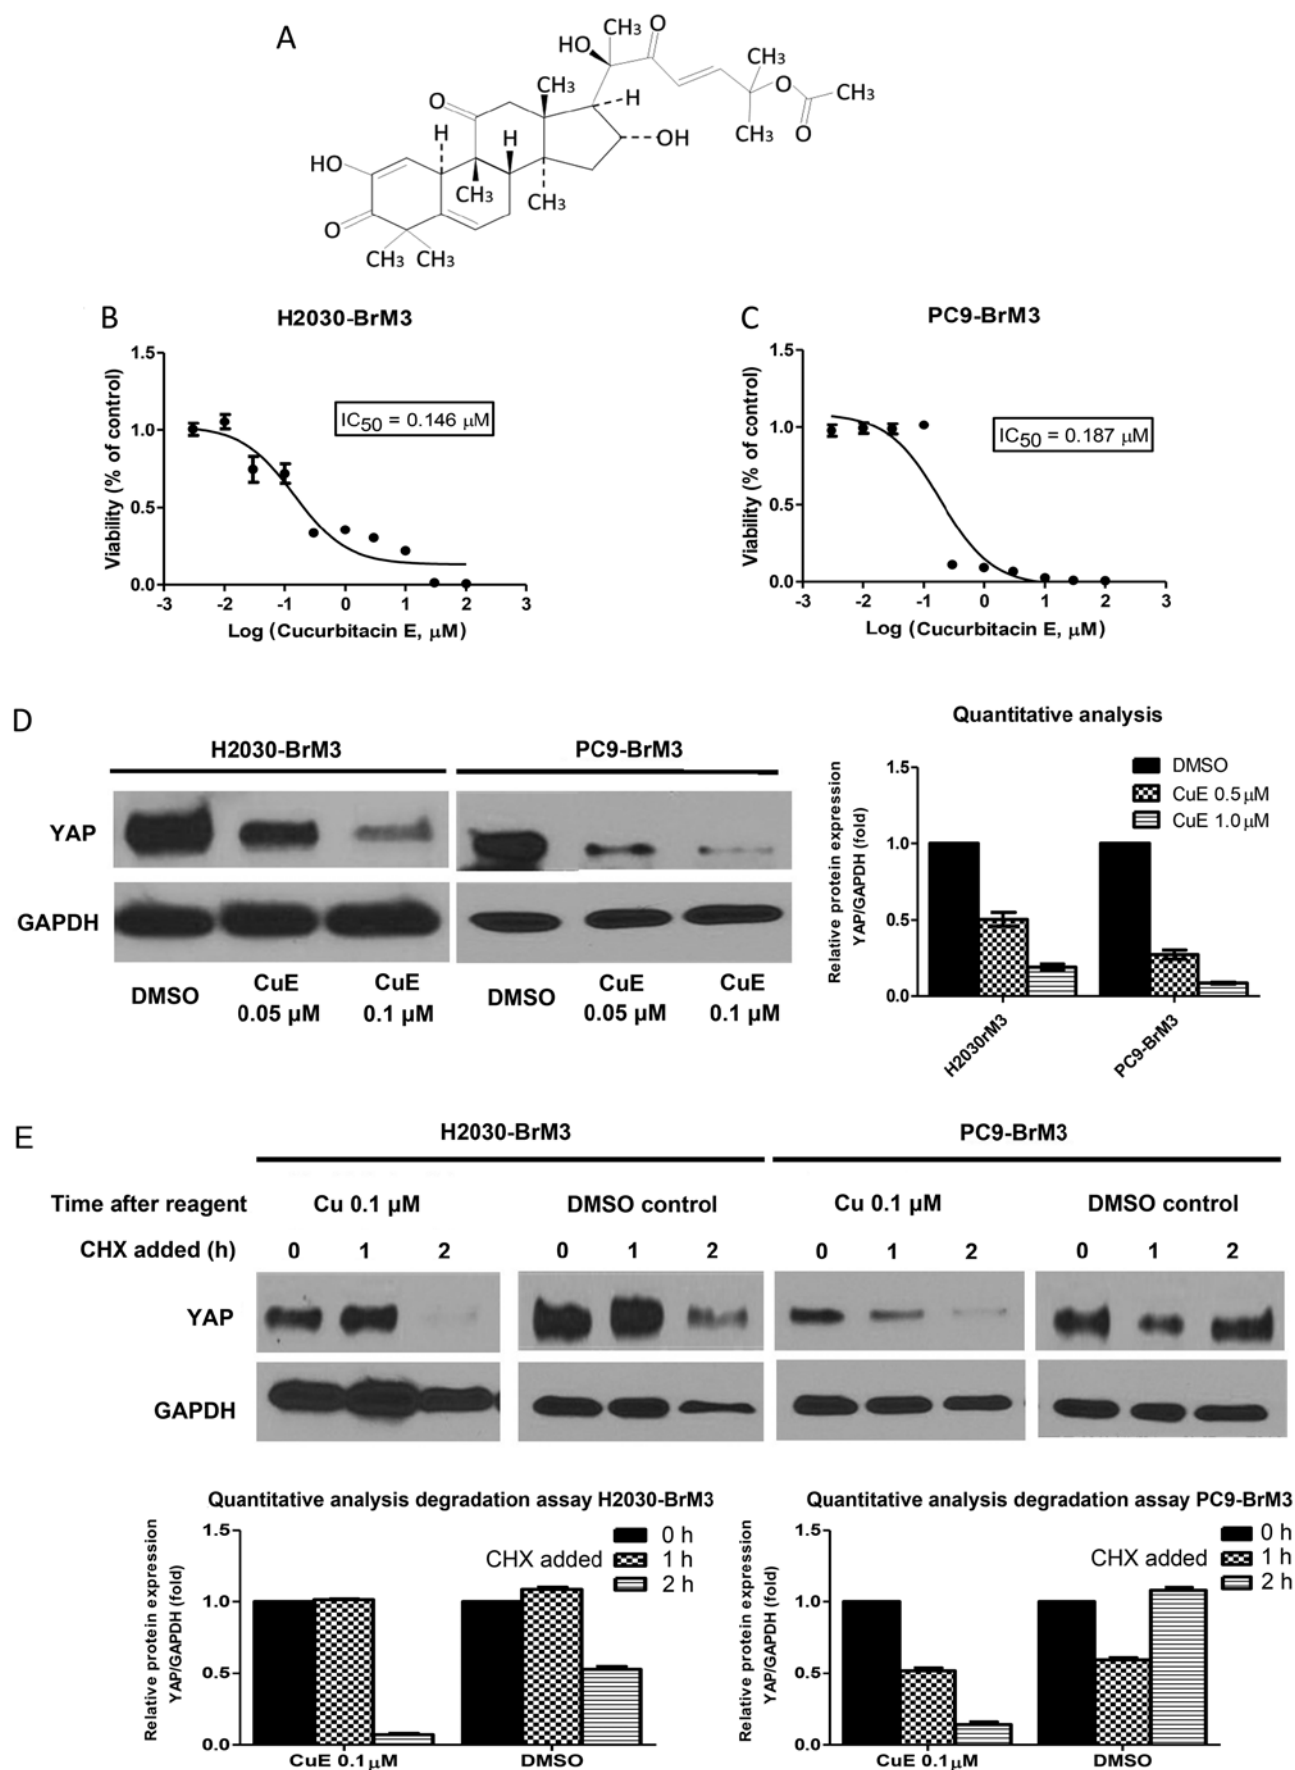 A
CH3
O
HO
CH3
O
CH3
O
CH3
H
H
H
OH
CH3
O
HO
CH3
CH3
O
CH3
CH3
B
H2030-BrM3
C
PC9-BrM3
1.5
1.0
0.5
0.0
Viability (% of control)
IC50 = 0.146 µM
-3 -2 -1 0 1 2 3
Log (Cucurbitacin E, µM)
1.5
1.0
0.5
0.0
Viability (% of control)
IC50 = 0.187 µM
-3 -2 -1 0 1 2 3
Log (Cucurbitacin E, µM)
D
H2030-BrM3 PC9-BrM3
YAP
GAPDH
DMSO CuE 0.05 µM CuE 0.1 µM
DMSO CuE 0.05 µM CuE 0.1 µM
Quantitative analysis
DMSO
CuE 0.5 µM
CuE 1.0 µM
1.5
1.0
0.5
0.0
Relative protein expression
YAP/GAPDH (fold)
H2030rM3
PC9-BrM3
E
H2030-BrM3 PC9-BrM3
Time after reagent Cu 0.1 µM DMSO control Cu 0.1 µM DMSO control
CHX added (h) 0 1 2 0 1 2 0 1 2 0 1 2
YAP
GAPDH
Quantitative analysis degradation assay H2030-BrM3
1.5
1.0
0.5
0.0
Relative protein expression
YAP/GAPDH (fold)
CHX added
0 h
1 h
2 h
CuE 0.1µM DMSO
Quantitative analysis degradation assay PC9-BrM3
1.5
1.0
0.5
0.0
Relative protein expression
YAP/GAPDH (fold)
CHX added
0 h
1 h
2 h
CuE 0.1µM DMSO